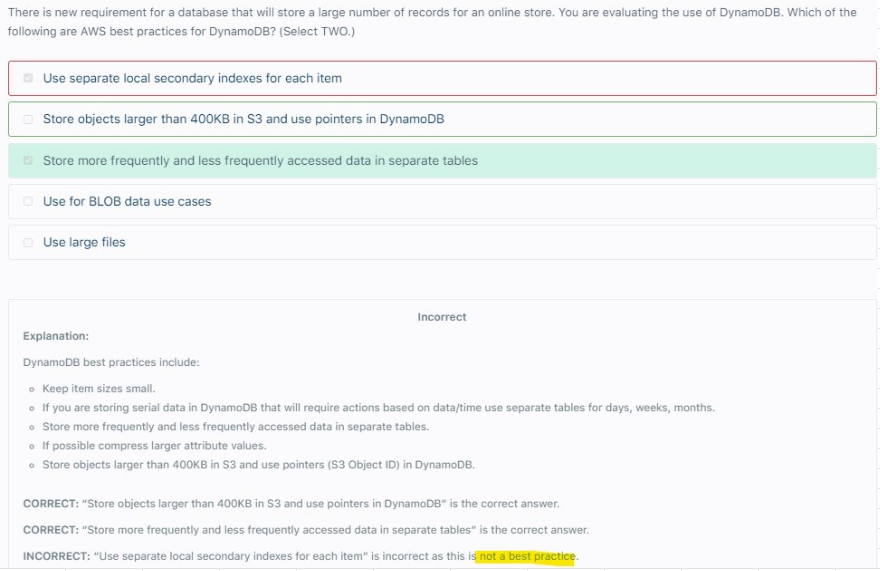 There is new requirement for a database that will store a large number of records for an online store. You are evaluating the use of DynamoDB. Which of the
following are AWS best practices for DynamoDB? (Select TWO.)
Use separate local secondary indexes for each item
Store objects larger than 400KB in S3 and use pointers in DynamoDB
Store more frequently and less frequently accessed data in separate tables
Use for BLOB data use cases
Use large files
Incorrect
Explanation:
DynamoDB best practices include:
Keep item sizes small.
If you are storing serial data in DynamoDB that will require actions based on data/time use separate tables for days, weeks, months.
Store more frequently and less frequently accessed data in separate tables.
If possible compress larger attribute values.
Store objects larger than 400KB in S3 and use pointers (S3 Object ID) in DynamoDB.
CORRECT: "Store objects larger than 400KB in S3 and use pointers in DynamoDB" is the correct answer.
CORRECT: "Store more frequently and less frequently accessed data in separate tables" is the correct answer.
INCORRECT: "Use separate local secondary indexes for each item" is incorrect as this is not a best practice.